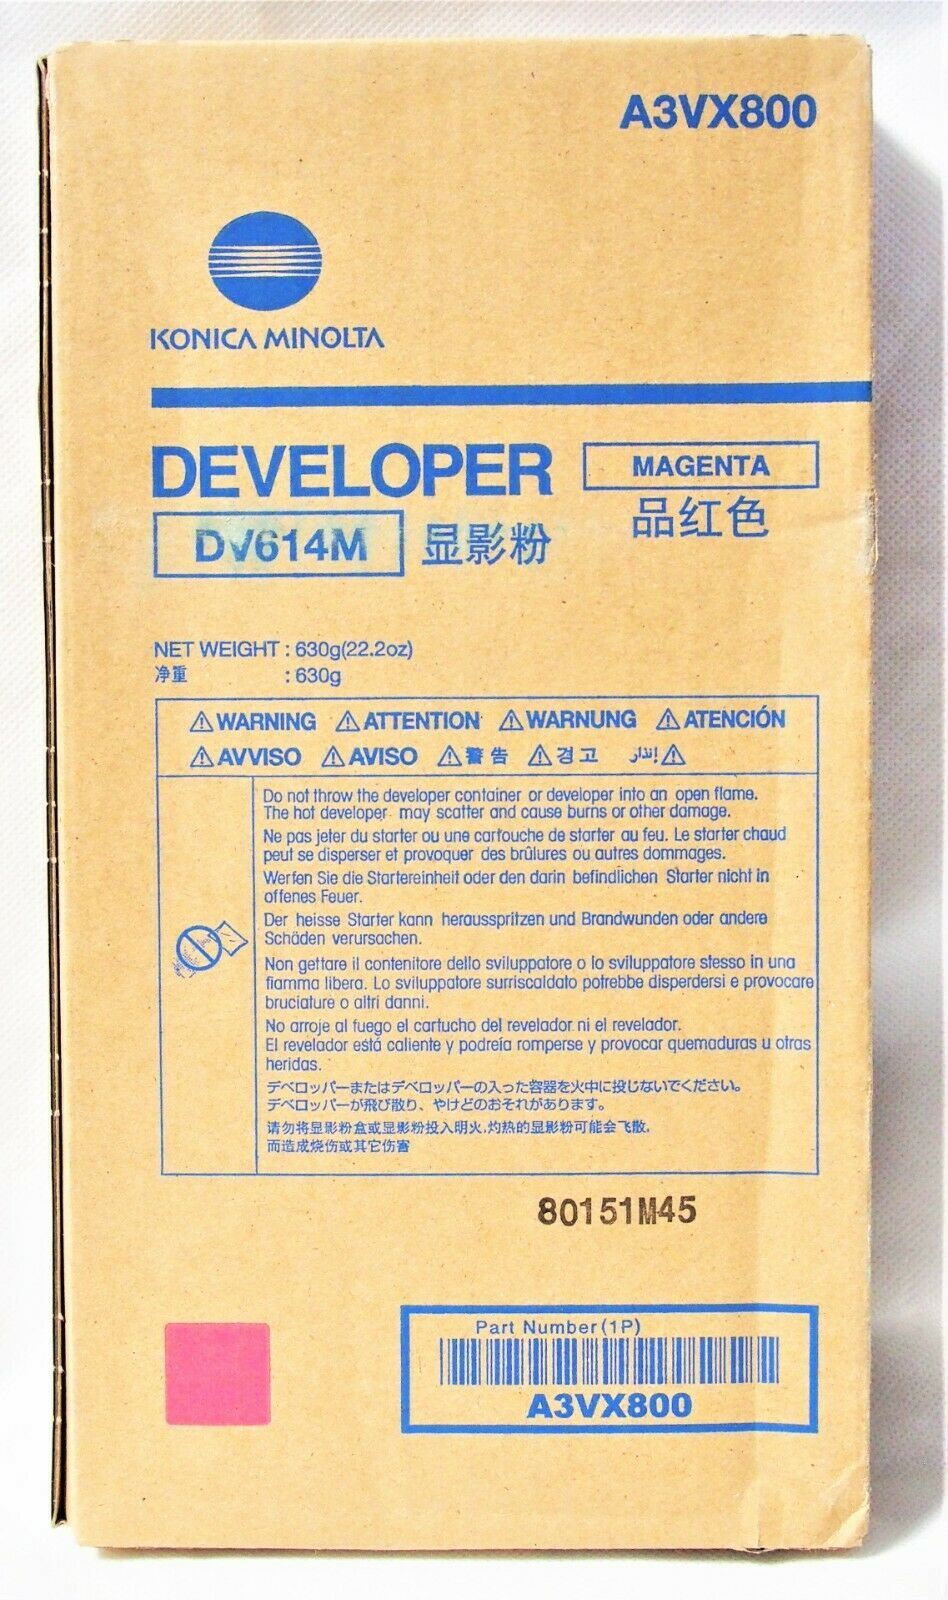 A3VX800
KONICA MINOLTA
DEVELOPER
MAGENTA
品红色
DV614M
显影粉
NET WEIGHT : 630g(22.2oz)
净重 : 630g
⚠WARNING ⚠ATTENTION ⚠WARNUNG ⚠ATENCIÓN
⚠AVVISO ⚠AVISO ⚠警告 ⚠경고 إنذار⚠
Do not throw the developer container or developer into an open flame.
The hot developer may scatter and cause burns or other damage.
Ne pas jeter du starter ou une cartouche de starter au feu. Le starter chaud
peut se disperser et provoquer des brûlures ou autres dommages.
Werfen Sie die Startereinheit oder den darin befindlichen Starter nicht in
offenes Feuer.
Der heisse Starter kann herausspritzen und Brandwunden oder andere
Schäden verursachen.
Non gettare il contenitore dello sviluppatore o lo sviluppatore stesso in una
fiamma libera. Lo sviluppatore surriscaldato potrebbe disperdersi e provocare
bruciature o altri danni.
No arroje al fuego el cartucho del revelador ni el revelador.
El revelador está caliente y podreía romperse y provocar quemaduras u otras
heridas.
デベロッパーまたはデベロッパーの入った容器を火中に投じないでください。
デベロッパーが飛び散り、やけどのおそれがあります。
请勿将显影粉盒或显影粉投入明火,灼热的显影粉可能会飞散,
而造成烧伤或其它伤害
80151M45
Part Number(1P)
A3VX800